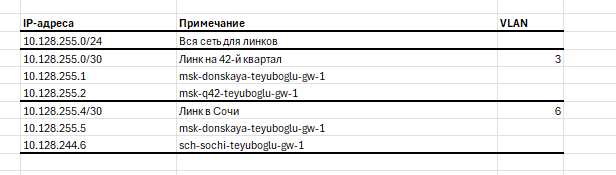 IP-адреса Примечание VLAN
10.128.255.0/24 Вся сеть для линков
10.128.255.0/30 Линк на 42-й квартал 3
10.128.255.1 msk-donskaya-teyuboglu-gw-1
10.128.255.2 msk-q42-teyuboglu-gw-1
10.128.255.4/30 Линк в Сочи 6
10.128.255.5 msk-donskaya-teyuboglu-gw-1
10.128.244.6 sch-sochi-teyuboglu-gw-1